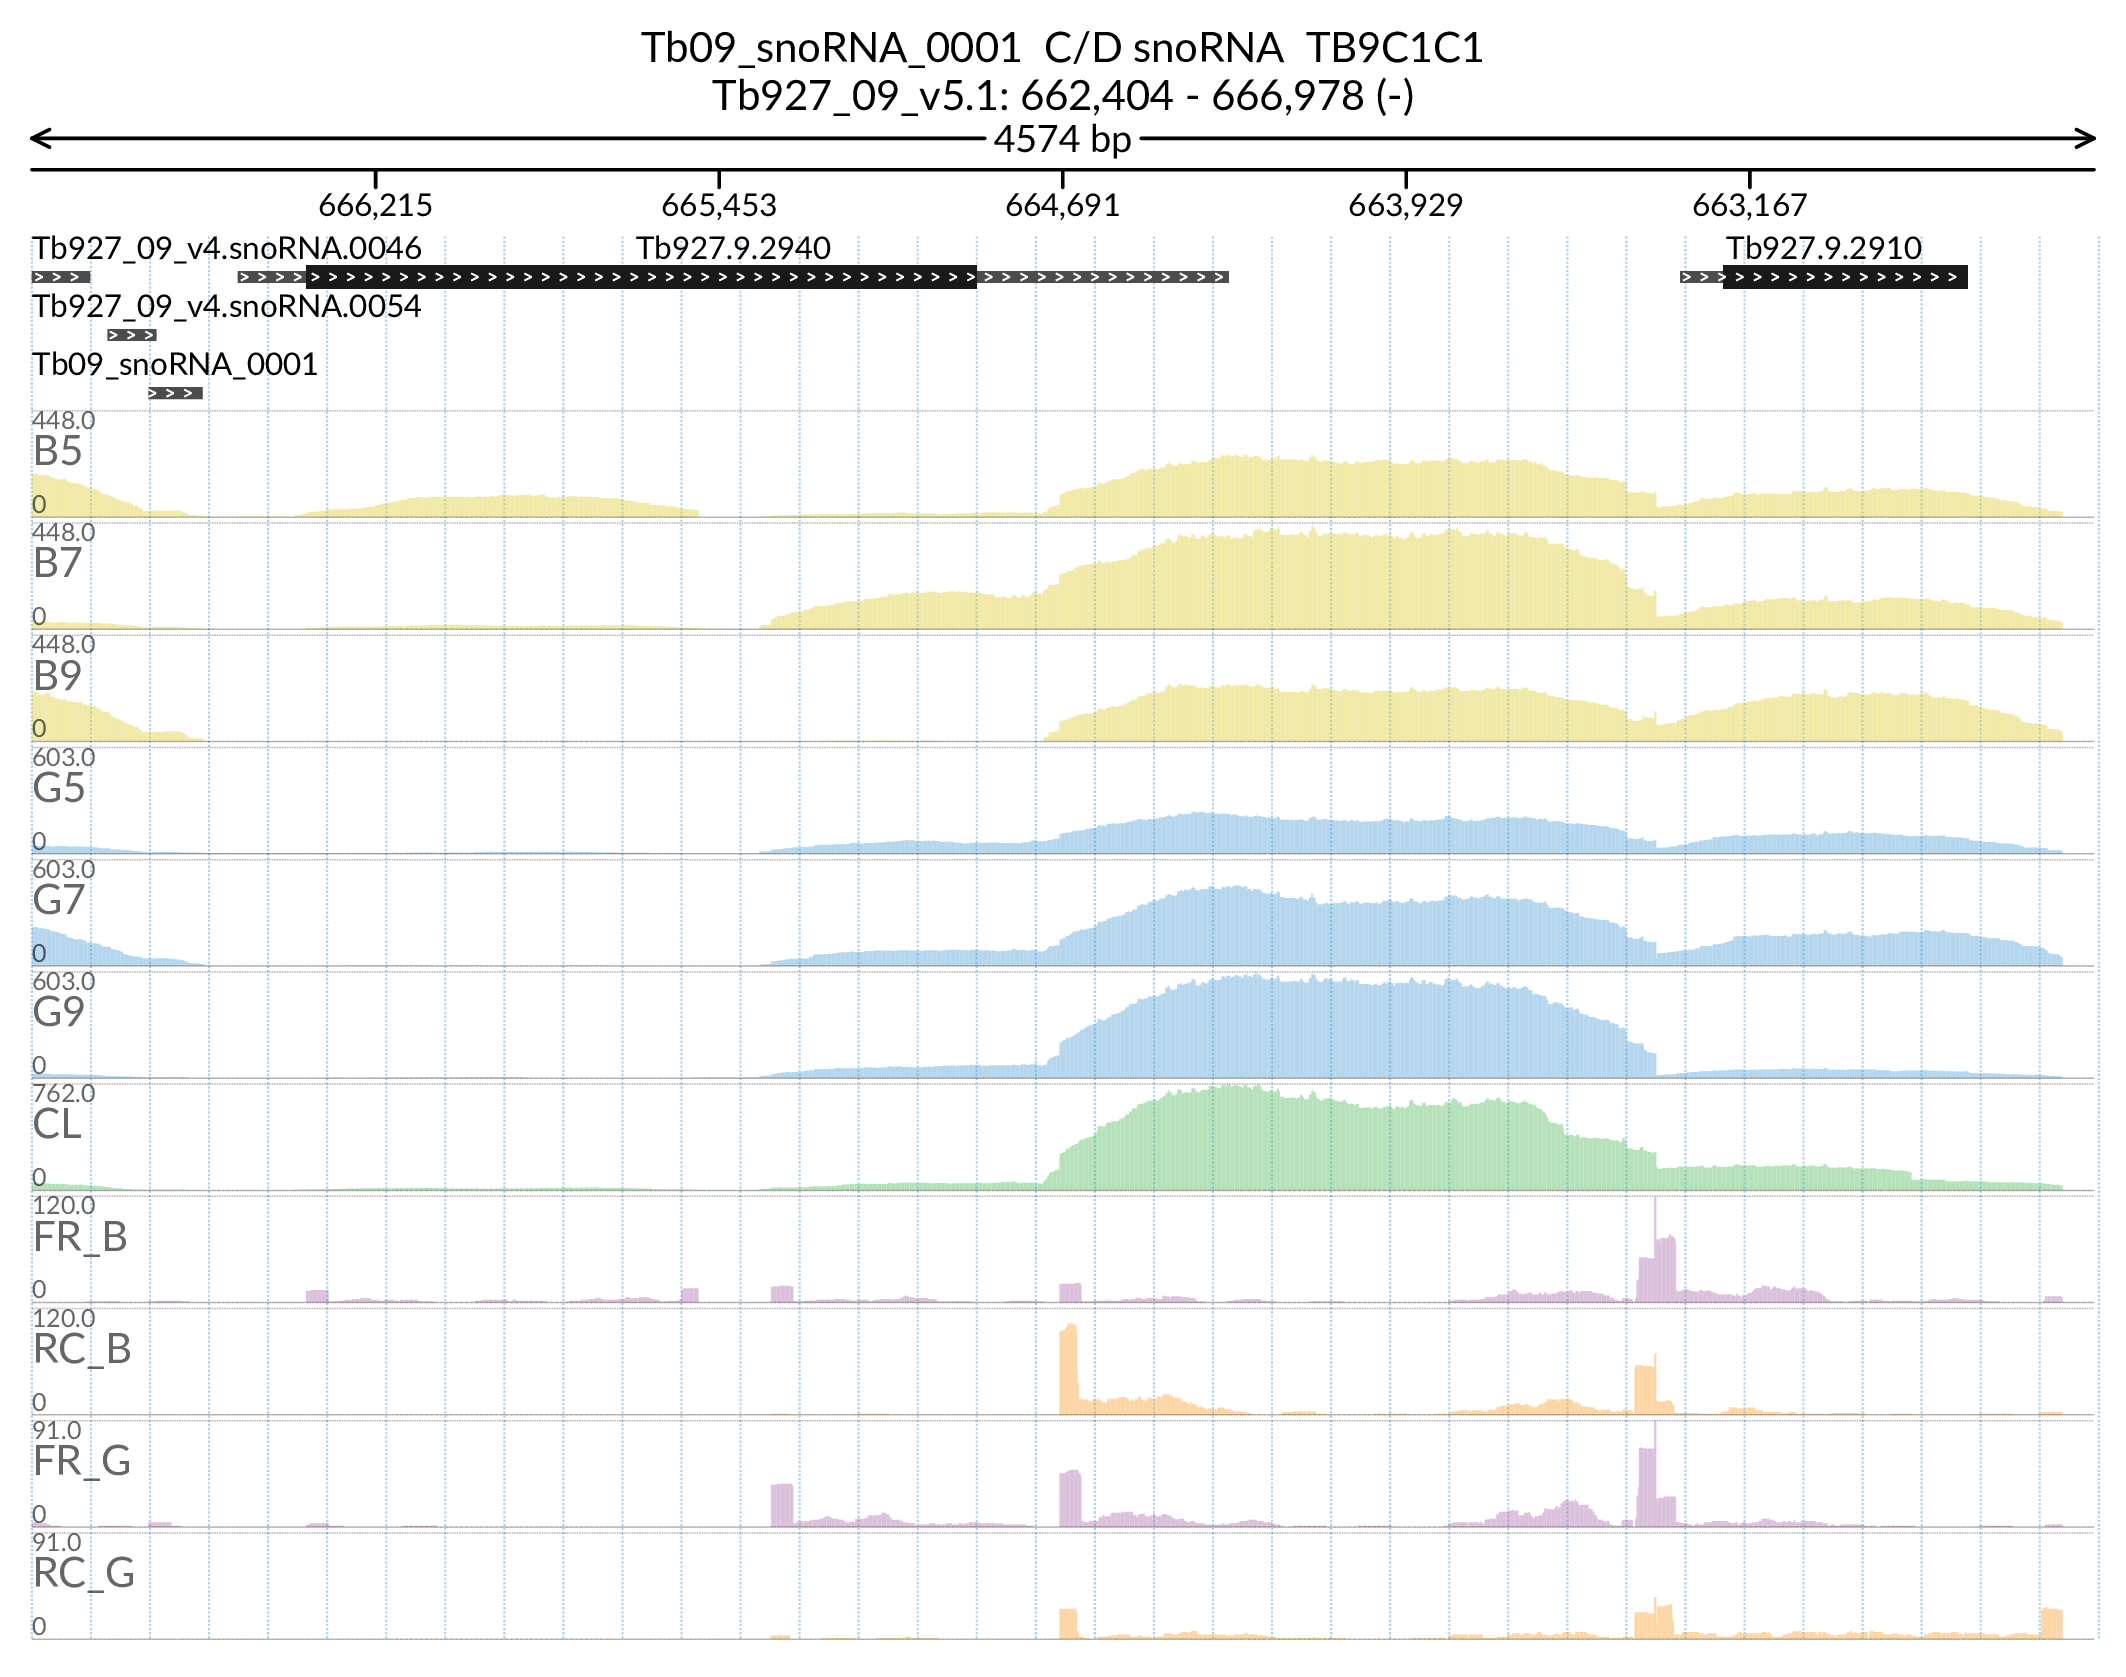 Tb09_snoRNA_0001 C/D snoRNA TB9C1C1
Tb927_09_v5.1: 662,404 - 666,978 (-)
4574 bp
666,215 665,453 664,691 663,929 663,167
Tb927_09_v4.snoRNA.0046 Tb927.9.2940 Tb927.9.2910
Tb927_09_v4.snoRNA.0054
Tb09_snoRNA_0001
448.0
B5
0
448.0
B7
0
448.0
B9
0
603.0
G5
0
603.0
G7
0
603.0
G9
0
762.0
CL
0
120.0
FR_B
0
120.0
RC_B
0
91.0
FR_G
0
91.0
RC_G
0